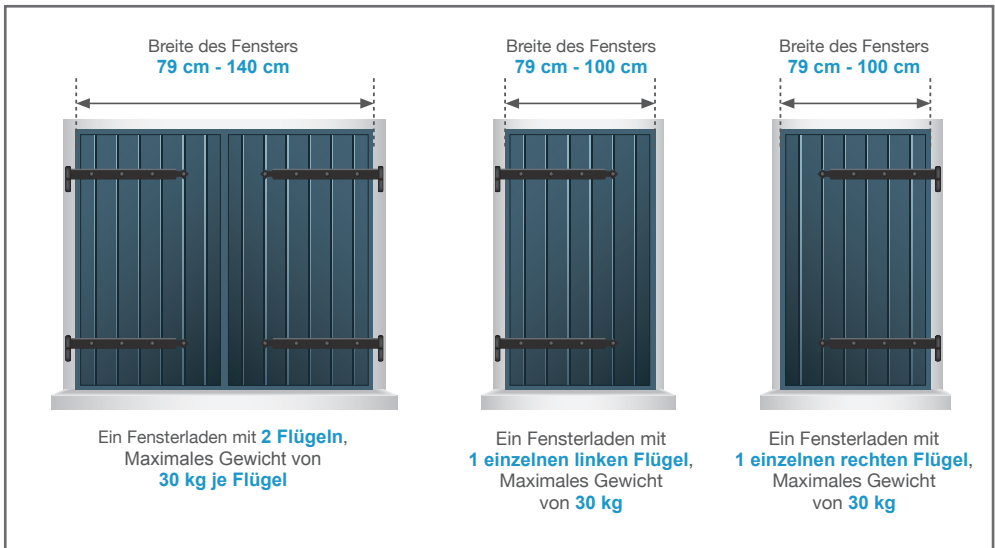 Breite des Fensters
79 cm - 140 cm
Ein Fensterladen mit 2 Flügeln,
Maximales Gewicht von
30 kg je Flügel
Breite des Fensters
79 cm - 100 cm
Ein Fensterladen mit
1 einzelnen linken Flügel,
Maximales Gewicht
von 30 kg
Breite des Fensters
79 cm - 100 cm
Ein Fensterladen mit
1 einzelnen rechten Flügel,
Maximales Gewicht
von 30 kg